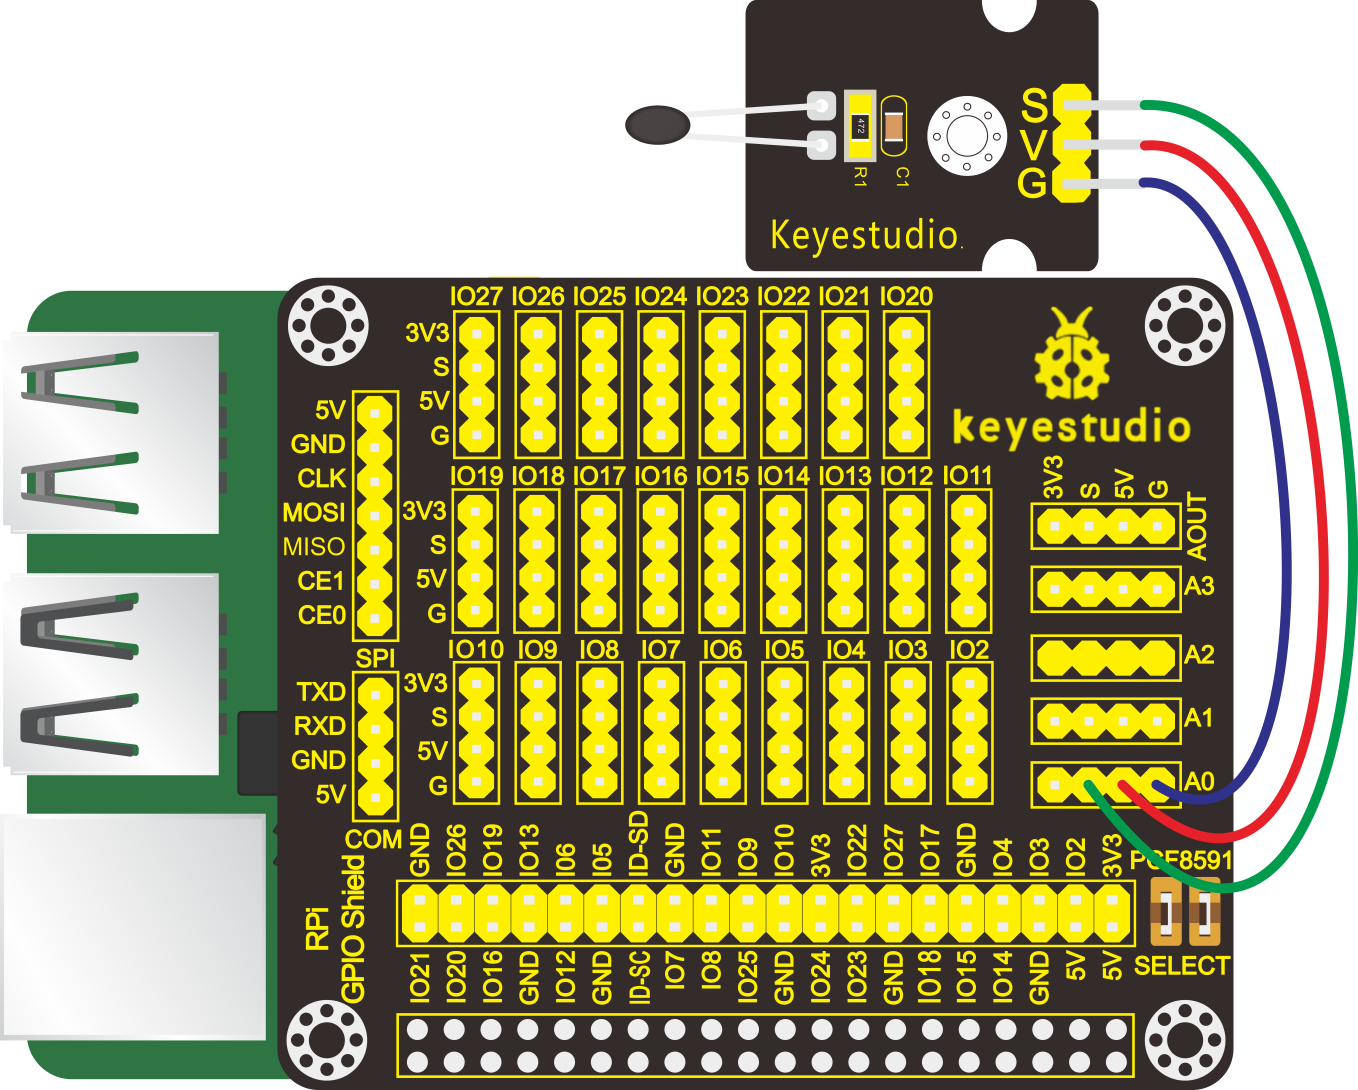 S
V
G
472
R1
C1
Keyestudio.
IO27 IO26 IO25 IO24 IO23 IO22 IO21 IO20
3V3
S
5V
G
keyestudio
5V
GND
CLK
MOSI
MISO
CE1
CE0
SPI
IO19 IO18 IO17 IO16 IO15 IO14 IO13 IO12 IO11
3V3
S
5V
G
3V3 S 5V G
AOUT
A3
A2
A1
A0
TXD
RXD
GND
5V
COM
IO10 IO9 IO8 IO7 IO6 IO5 IO4 IO3 IO2
3V3
S
5V
G
RPi
GPIO Shield
GND IO26 IO19 IO13 I06 I05 ID-SD GND IO11 IO9 IO10 3V3 IO22 IO27 IO17 GND IO4 IO3 IO2 3V3
PCF8591
IO21 IO20 IO16 GND IO12 GND ID-SC IO7 IO8 IO25 GND IO24 IO23 GND IO18 IO15 IO14 GND 5V 5V
SELECT